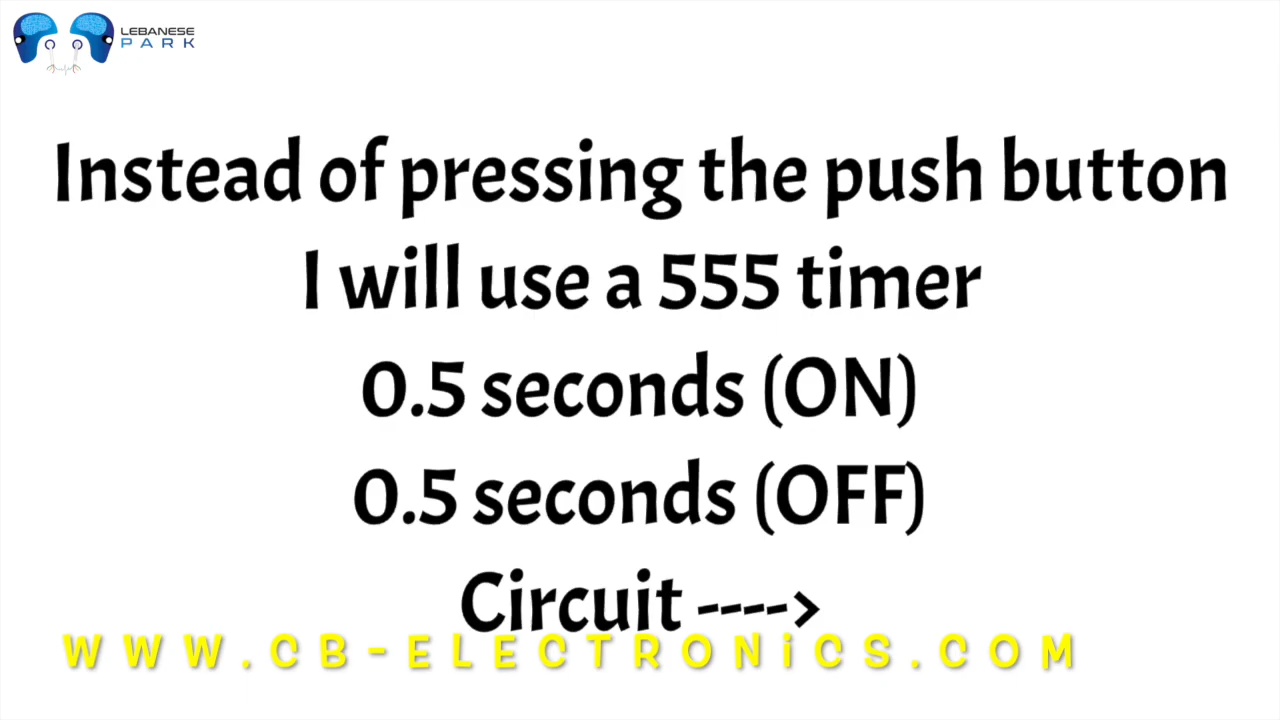 LEBANESE
PARK
Instead of pressing the push button
I will use a 555 timer
0.5 seconds (ON)
0.5 seconds (OFF)
Circuit ---->
WWW.CB-ELECTRONiCS.COM